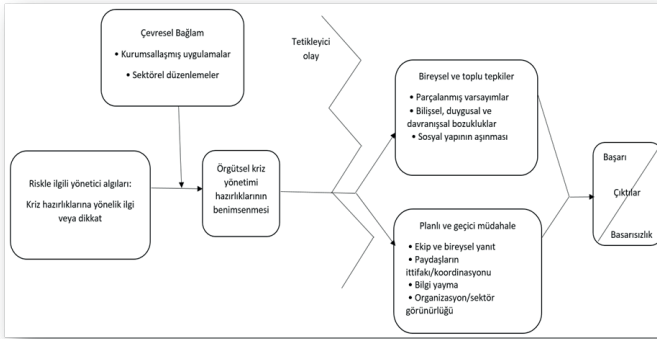 Çevresel Bağlam
• Kurumsallaşmış uygulamalar
• Sektörel düzenlemeler
Tetikleyici
olay
Riskle ilgili yönetici algıları:
Kriz hazırlıklarına yönelik ilgi
veya dikkat
Örgütsel kriz
yönetimi
hazırlıklarının
benimsenmesi
Bireysel ve toplu tepkiler
• Parçalanmış varsayımlar
• Bilişsel, duygusal ve
davranışsal bozukluklar
• Sosyal yapının aşınması
Planlı ve geçici müdahale
• Ekip ve bireysel yanıt
• Paydaşların
ittifakı/koordinasyonu
• Bilgi yayma
• Organizasyon/sektör
görünürlüğü
Başarı
Çıktılar
Basarısızlık